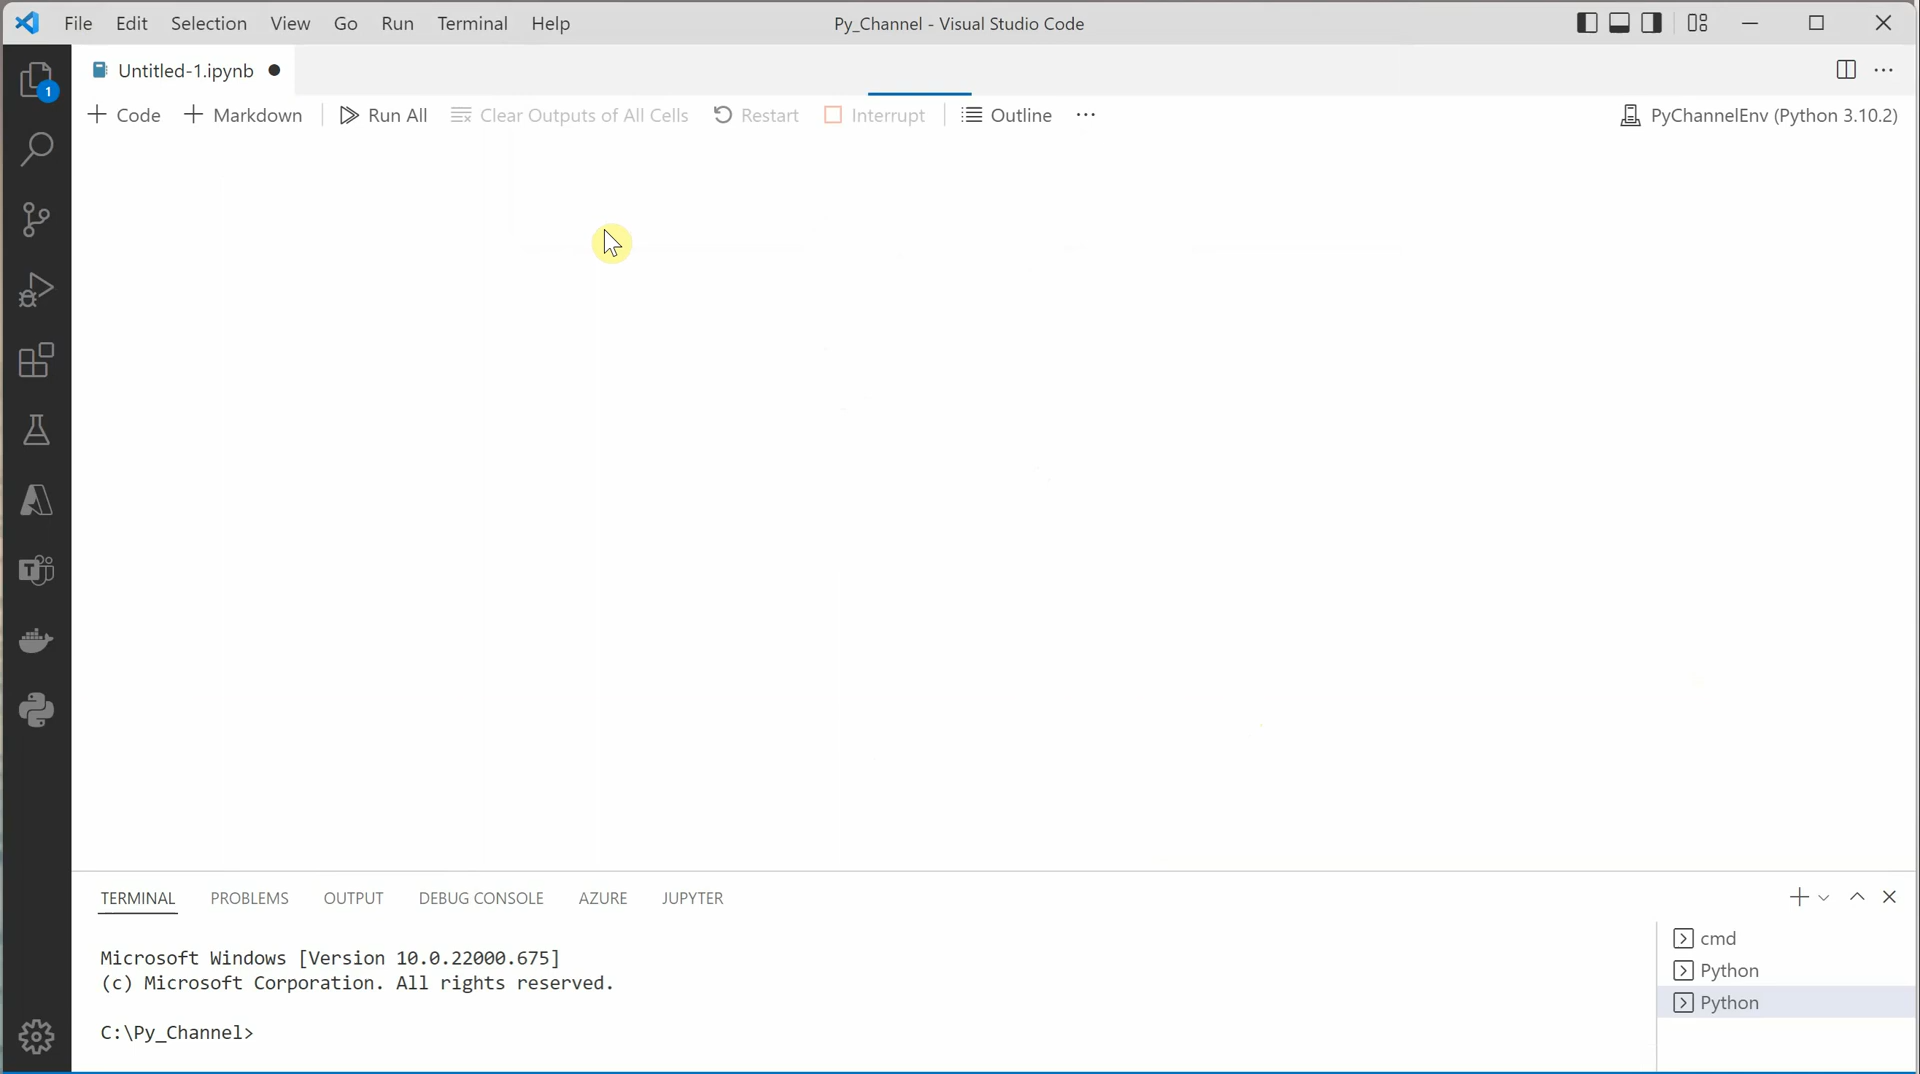 File Edit Selection View Go Run Terminal Help Py_Channel - Visual Studio Code
Untitled-1.ipynb
1
Code Markdown Run All Clear Outputs of All Cells Restart Interrupt Outline ··· PyChannelEnv (Python 3.10.2)
TERMINAL PROBLEMS OUTPUT DEBUG CONSOLE AZURE JUPYTER
Microsoft Windows [Version 10.0.22000.675]
(c) Microsoft Corporation. All rights reserved.
C:\Py_Channel>
cmd
Python
Python